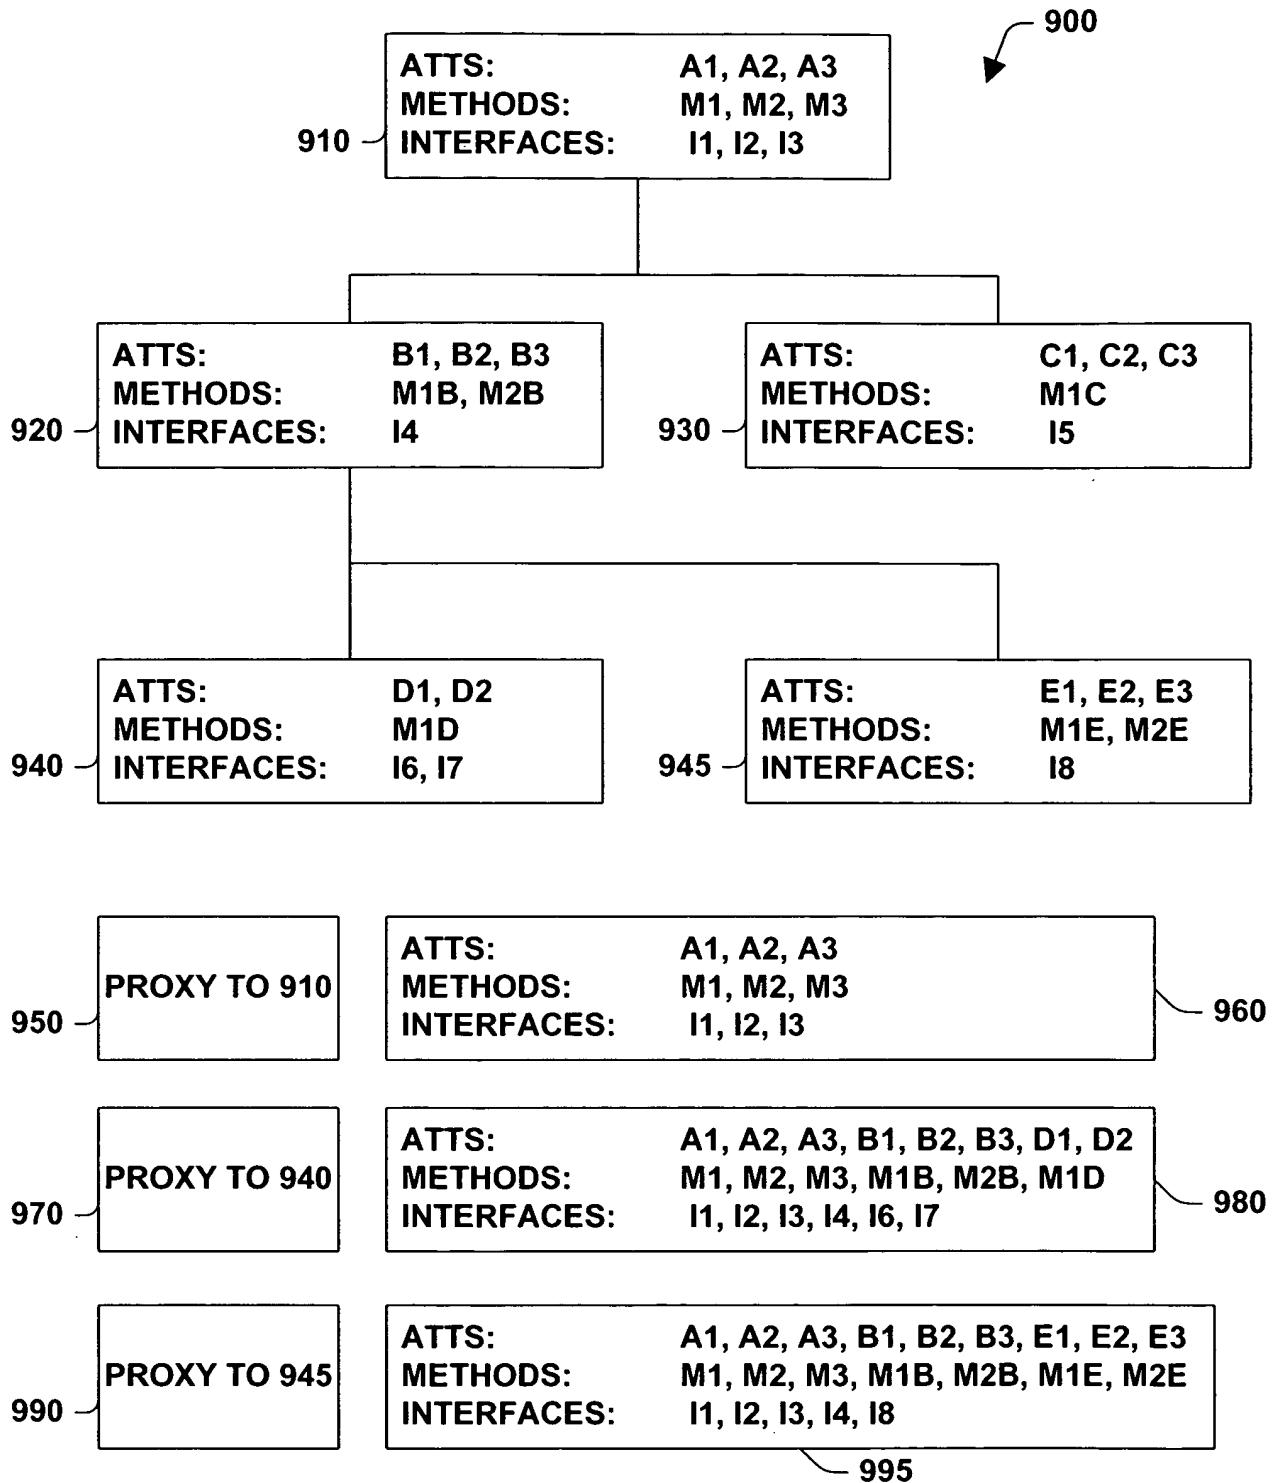 900
ATTS: A1, A2, A3
METHODS: M1, M2, M3
910 INTERFACES: I1, I2, I3
ATTS: B1, B2, B3
METHODS: M1B, M2B
920 INTERFACES: I4
ATTS: C1, C2, C3
METHODS: M1C
930 INTERFACES: I5
ATTS: D1, D2
METHODS: M1D
940 INTERFACES: I6, I7
ATTS: E1, E2, E3
METHODS: M1E, M2E
945 INTERFACES: I8
PROXY TO 910
950
ATTS: A1, A2, A3
METHODS: M1, M2, M3
INTERFACES: I1, I2, I3
960
PROXY TO 940
970
ATTS: A1, A2, A3, B1, B2, B3, D1, D2
METHODS: M1, M2, M3, M1B, M2B, M1D
INTERFACES: I1, I2, I3, I4, I6, I7
980
PROXY TO 945
990
ATTS: A1, A2, A3, B1, B2, B3, E1, E2, E3
METHODS: M1, M2, M3, M1B, M2B, M1E, M2E
INTERFACES: I1, I2, I3, I4, I8
995